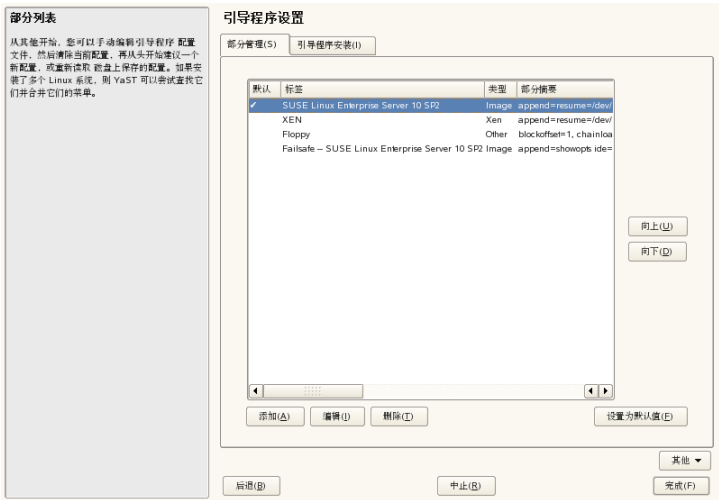 部分列表
从其他开始，您可以手动编辑引导程序 配置
文件，然后清除当前配置，再从头开始建议一个
新配置，或重新读取 磁盘上保存的配置。如果安
装了多个 Linux 系统，则 YaST 可以尝试查找它
们并合并它们的菜单。
引导程序设置
部分管理(S) 引导程序安装(I)
默认 标签 类型 部分摘要
✓ SUSE Linux Enterprise Server 10 SP2 Image append=resume=/dev/
XEN Xen append=resume=/dev/
Floppy Other blockoffset=1, chainloa
Failsafe -- SUSE Linux Enterprise Server 10 SP2 Image append=showopts ide=
向上(U)
向下(D)
添加(A) 编辑(I) 删除(T) 设置为默认值(F)
其他
后退(B) 中止(R) 完成(F)